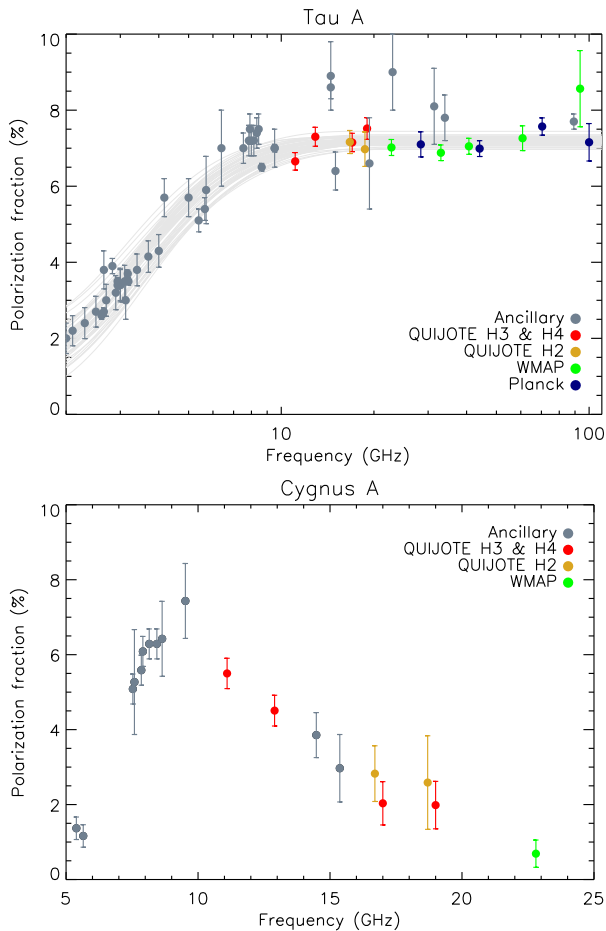 Tau A
10
8
6
4
2
0
Polarization fraction (%)
Ancillary
QUIJOTE H3 & H4
QUIJOTE H2
WMAP
Planck
10 100
Frequency (GHz)
Cygnus A
10
8
6
4
2
0
Polarization fraction (%)
Ancillary
QUIJOTE H3 & H4
QUIJOTE H2
WMAP
5 10 15 20 25
Frequency (GHz)